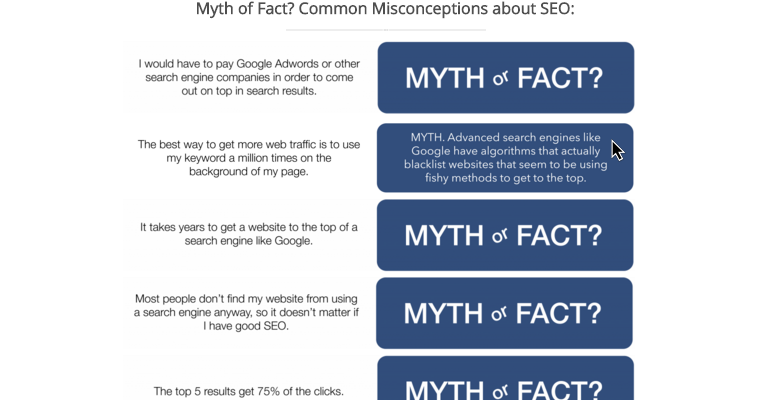 Myth of Fact? Common Misconceptions about SEO:
I would have to pay Google Adwords or other
search engine companies in order to come
out on top in search results.
MYTH or FACT?
The best way to get more web traffic is to use
my keyword a million times on the
background of my page.
MYTH. Advanced search engines like
Google have algorithms that actually
blacklist websites that seem to be using
fishy methods to get to the top.
It takes years to get a website to the top of a
search engine like Google.
MYTH or FACT?
Most people don't find my website from using
a search engine anyway, so it doesn't matter if
I have good SEO.
MYTH or FACT?
The top 5 results get 75% of the clicks.
MYTH or FACT?